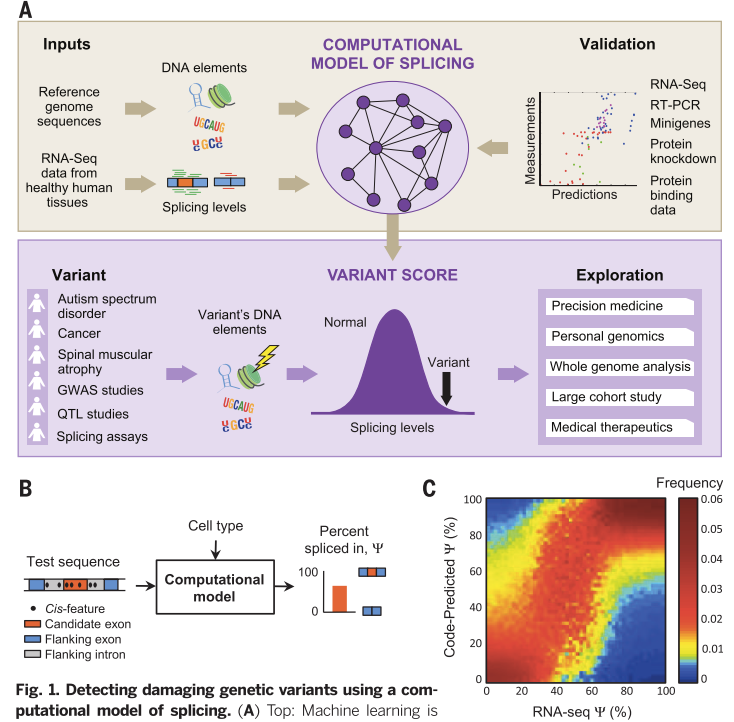 A
Inputs
COMPUTATIONAL
MODEL OF SPLICING
Validation
Reference
genome
sequences
DNA elements
UGCAUG
UGCU
C C
RNA-Seq
data from
healthy human
tissues
Splicing levels
Measurements
Predictions
RNA-Seq
RT-PCR
Minigenes
Protein
knockdown
Protein
binding
data
Variant
Autism spectrum
disorder
Cancer
Spinal muscular
atrophy
GWAS studies
QTL studies
Splicing assays
Variant's DNA
elements
UGCAUG
UGCU
C C
VARIANT SCORE
Normal
Variant
Splicing levels
Exploration
Precision medicine
Personal genomics
Whole genome analysis
Large cohort study
Medical therapeutics
B
Test sequence
Cis-feature
Candidate exon
Flanking exon
Flanking intron
Cell type
Computational
model
Percent
spliced in, Ψ
100
0
C
Frequency
Code-Predicted Ψ (%)
100
80
60
40
20
0
0 20 40 60 80 100
RNA-seq Ψ (%)
0.06
0.05
0.04
0.03
0.02
0.01
0
Fig. 1. Detecting damaging genetic variants using a com-
putational model of splicing. (A) Top: Machine learning is